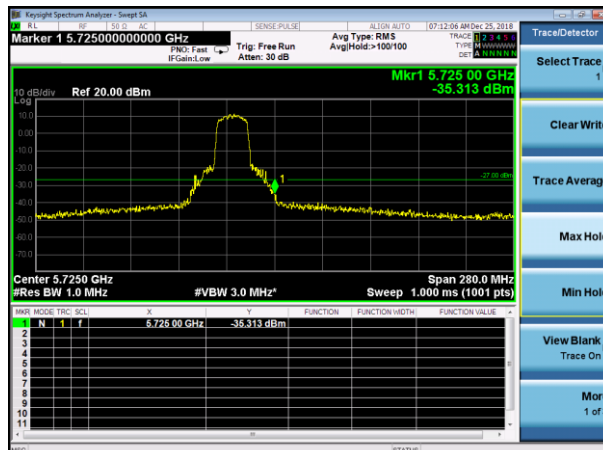 Keysight Spectrum Analyzer - Swept SA
RL RF 50 Ω AC SENSE:PULSE ALIGN AUTO 07:12:06 AM Dec 25, 2018
Marker 1 5.725000000000 GHz Avg Type: RMS TRACE 1 2 3 4 5 6 Trace/Detector
PNO: Fast Trig: Free Run Avg|Hold:>100/100 TYPE M WWWWW
IFGain:Low Atten: 30 dB DET A N N N N N
Select Trace
1
Mkr1 5.725 00 GHz
-35.313 dBm
10 dB/div Ref 20.00 dBm
Log
10.0
0.00
-10.0
-20.0
-27.00 dBm
1
-30.0
-40.0
-50.0
-60.0
-70.0
Clear Writ
Trace Averag
Max Hol
Center 5.7250 GHz Span 280.0 MHz
#Res BW 1.0 MHz #VBW 3.0 MHz* Sweep 1.000 ms (1001 pts)
Min Hol
MKR MODE TRC SCL X Y FUNCTION FUNCTION WIDTH FUNCTION VALUE
1 N 1 f 5.725 00 GHz -35.313 dBm
2
3
4
5
6
7
8
9
10
11
View Blank
Trace On
Mor
1 of
MSG STATUS